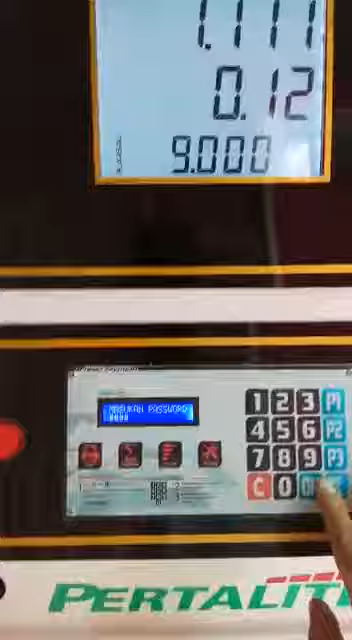 1.111
0.12
9.000
MASUKAN PASSWORD
1 2 3 P1
4 5 6 P2
7 8 9 P3
C 0
PERTALIT